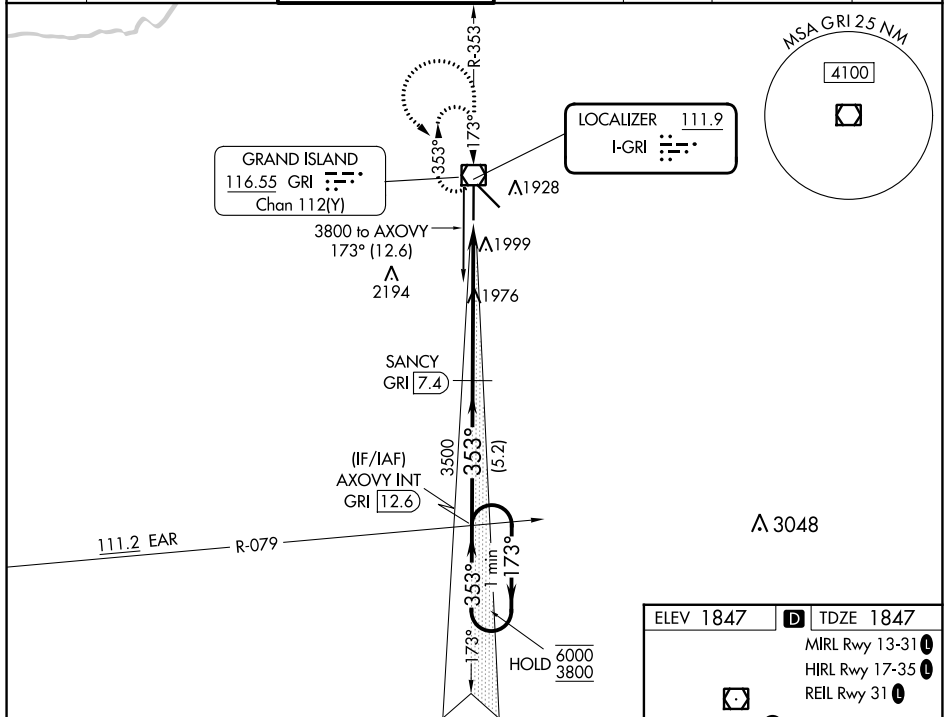 MSA GRI 25 NM
4100
R-353
173°
353°
LOCALIZER 111.9
I-GRI
GRAND ISLAND
116.55 GRI
Chan 112(Y)
1928
3800 to AXOVY
173° (12.6)
1999
2194
1976
SANCY
GRI 7.4
3500
353°
(5.2)
(IF/IAF)
AXOVY INT
GRI 12.6
111.2 EAR
R-079
3048
353°
1 min
173°
173°
HOLD 6000
3800
ELEV 1847 D TDZE 1847
MIRL Rwy 13-31 L
HIRL Rwy 17-35 L
REIL Rwy 31 L